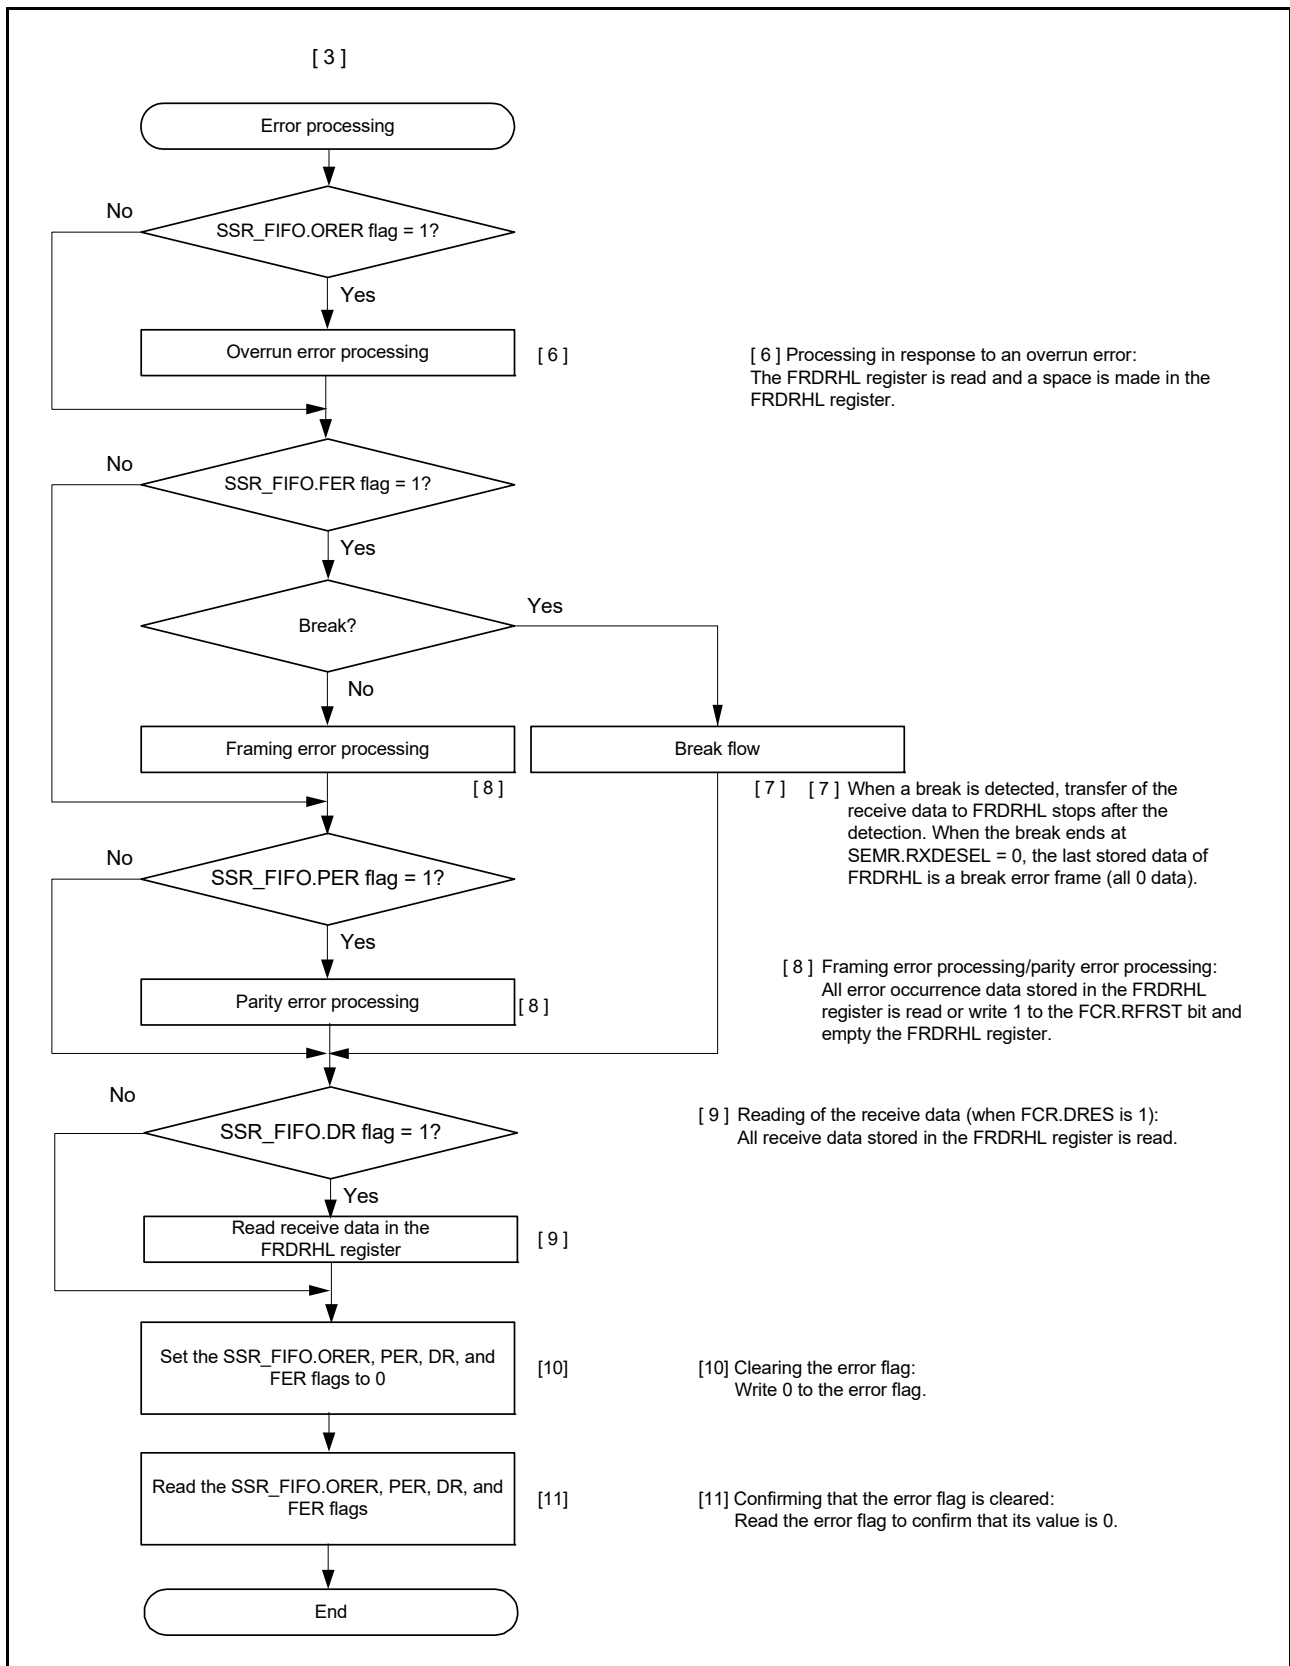 [ 3 ]
Error processing
No
SSR_FIFO.ORER flag = 1?
Yes
Overrun error processing
[ 6 ]
[ 6 ] Processing in response to an overrun error:
The FRDRHL register is read and a space is made in the
FRDRHL register.
No
SSR_FIFO.FER flag = 1?
Yes
Break?
Yes
No
Framing error processing
[ 8 ]
Break flow
[ 7 ]
[ 7 ] When a break is detected, transfer of the
receive data to FRDRHL stops after the
detection. When the break ends at
SEMR.RXDESEL = 0, the last stored data of
FRDRHL is a break error frame (all 0 data).
No
SSR_FIFO.PER flag = 1?
Yes
Parity error processing
[ 8 ]
[ 8 ] Framing error processing/parity error processing:
All error occurrence data stored in the FRDRHL
register is read or write 1 to the FCR.RFRST bit and
empty the FRDRHL register.
No
SSR_FIFO.DR flag = 1?
[ 9 ] Reading of the receive data (when FCR.DRES is 1):
All receive data stored in the FRDRHL register is read.
Yes
Read receive data in the
FRDRHL register
[ 9 ]
Set the SSR_FIFO.ORER, PER, DR, and
FER flags to 0
[10]
[10] Clearing the error flag:
Write 0 to the error flag.
Read the SSR_FIFO.ORER, PER, DR, and
FER flags
[11]
[11] Confirming that the error flag is cleared:
Read the error flag to confirm that its value is 0.
End